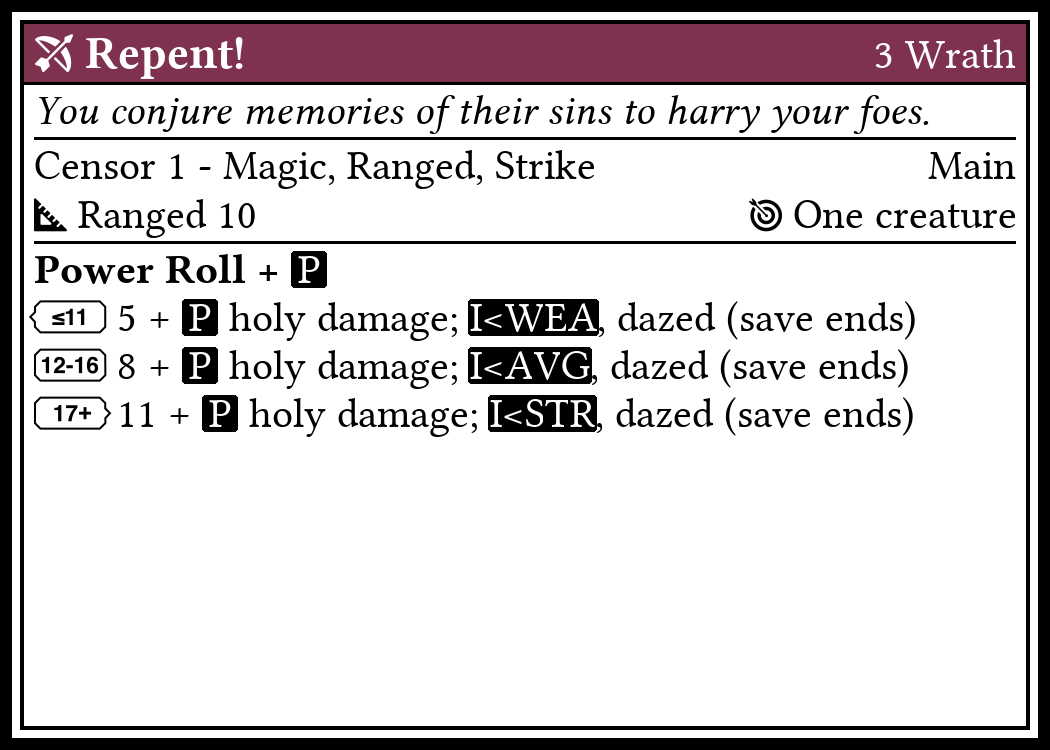 Repent! 3 Wrath
You conjure memories of their sins to harry your foes.
Censor 1 - Magic, Ranged, Strike Main
Ranged 10 One creature
Power Roll + P
≤11 5 + P holy damage; I<WEA, dazed (save ends)
12-16 8 + P holy damage; I<AVG, dazed (save ends)
17+ 11 + P holy damage; I<STR, dazed (save ends)